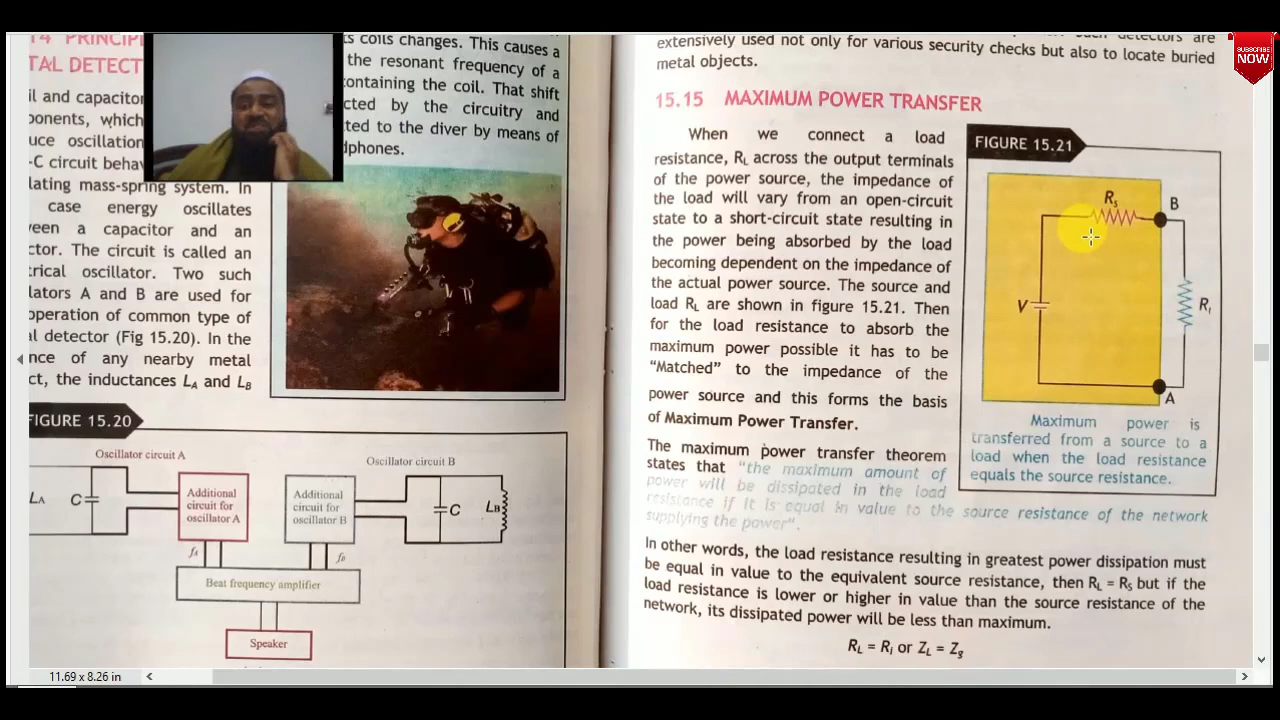 14 PRINCIPL
TAL DETECT
il and capacitor
ponents, which
uce oscillation
-C circuit behav
lating mass-spring system. In
case energy oscillates
veen a capacitor and an
ctor. The circuit is called an
trical oscillator. Two such
lators A and B are used for
operation of common type of
al detector (Fig 15.20). In the
nce of any nearby metal
ct, the inductances LA and LB
ts coils changes. This causes a
the resonant frequency of a
containing the coil. That shift
cted by the circuitry and
ted to the diver by means of
dphones.
IGURE 15.20
Oscillator circuit A
Oscillator circuit B
LA
C
Additional
circuit for
oscillator A
Additional
circuit for
oscillator B
C
LB
fA
fB
Beat frequency amplifier
Speaker
extensively used not only for various security checks but also to locate buried
metal objects.
15.15 MAXIMUM POWER TRANSFER
When we connect a load
resistance, RL across the output terminals
of the power source, the impedance of
the load will vary from an open-circuit
state to a short-circuit state resulting in
the power being absorbed by the load
becoming dependent on the impedance of
the actual power source. The source and
load RL are shown in figure 15.21. Then
for the load resistance to absorb the
maximum power possible it has to be
“Matched” to the impedance of the
power source and this forms the basis
of Maximum Power Transfer.
The maximum power transfer theorem
states that “the maximum amount of
power will be dissipated in the load
resistance if it is equal in value to the source resistance of the network
supplying the power”.
In other words, the load resistance resulting in greatest power dissipation must
be equal in value to the equivalent source resistance, then RL = RS but if the
load resistance is lower or higher in value than the source resistance of the
network, its dissipated power will be less than maximum.
RL = Ri or ZL = Zg
FIGURE 15.21
Rs
B
V
RL
A
Maximum power is
transferred from a source to a
load when the load resistance
equals the source resistance.
SUBSCRIBE
NOW
11.69 x 8.26 in